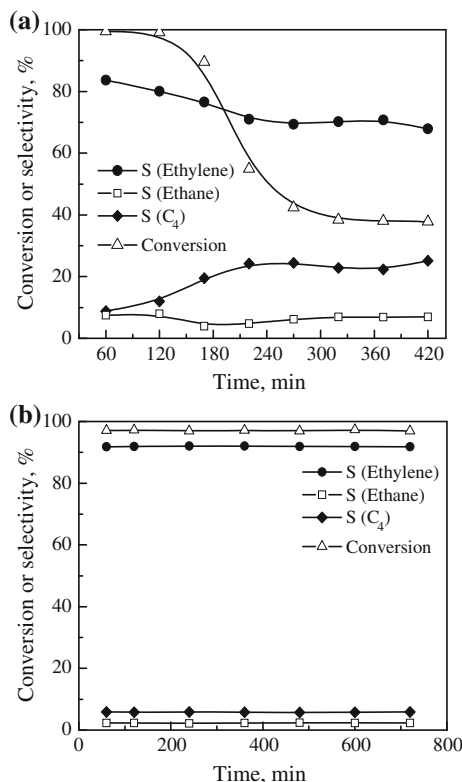 (a)
100
80
60
40
20
0
Conversion or selectivity, %
S (Ethylene)
S (Ethane)
S (C4)
Conversion
60 120 180 240 300 360 420
Time, min
(b)
100
80
60
40
20
0
Conversion or selectivity, %
S (Ethylene)
S (Ethane)
S (C4)
Conversion
0 200 400 600 800
Time, min